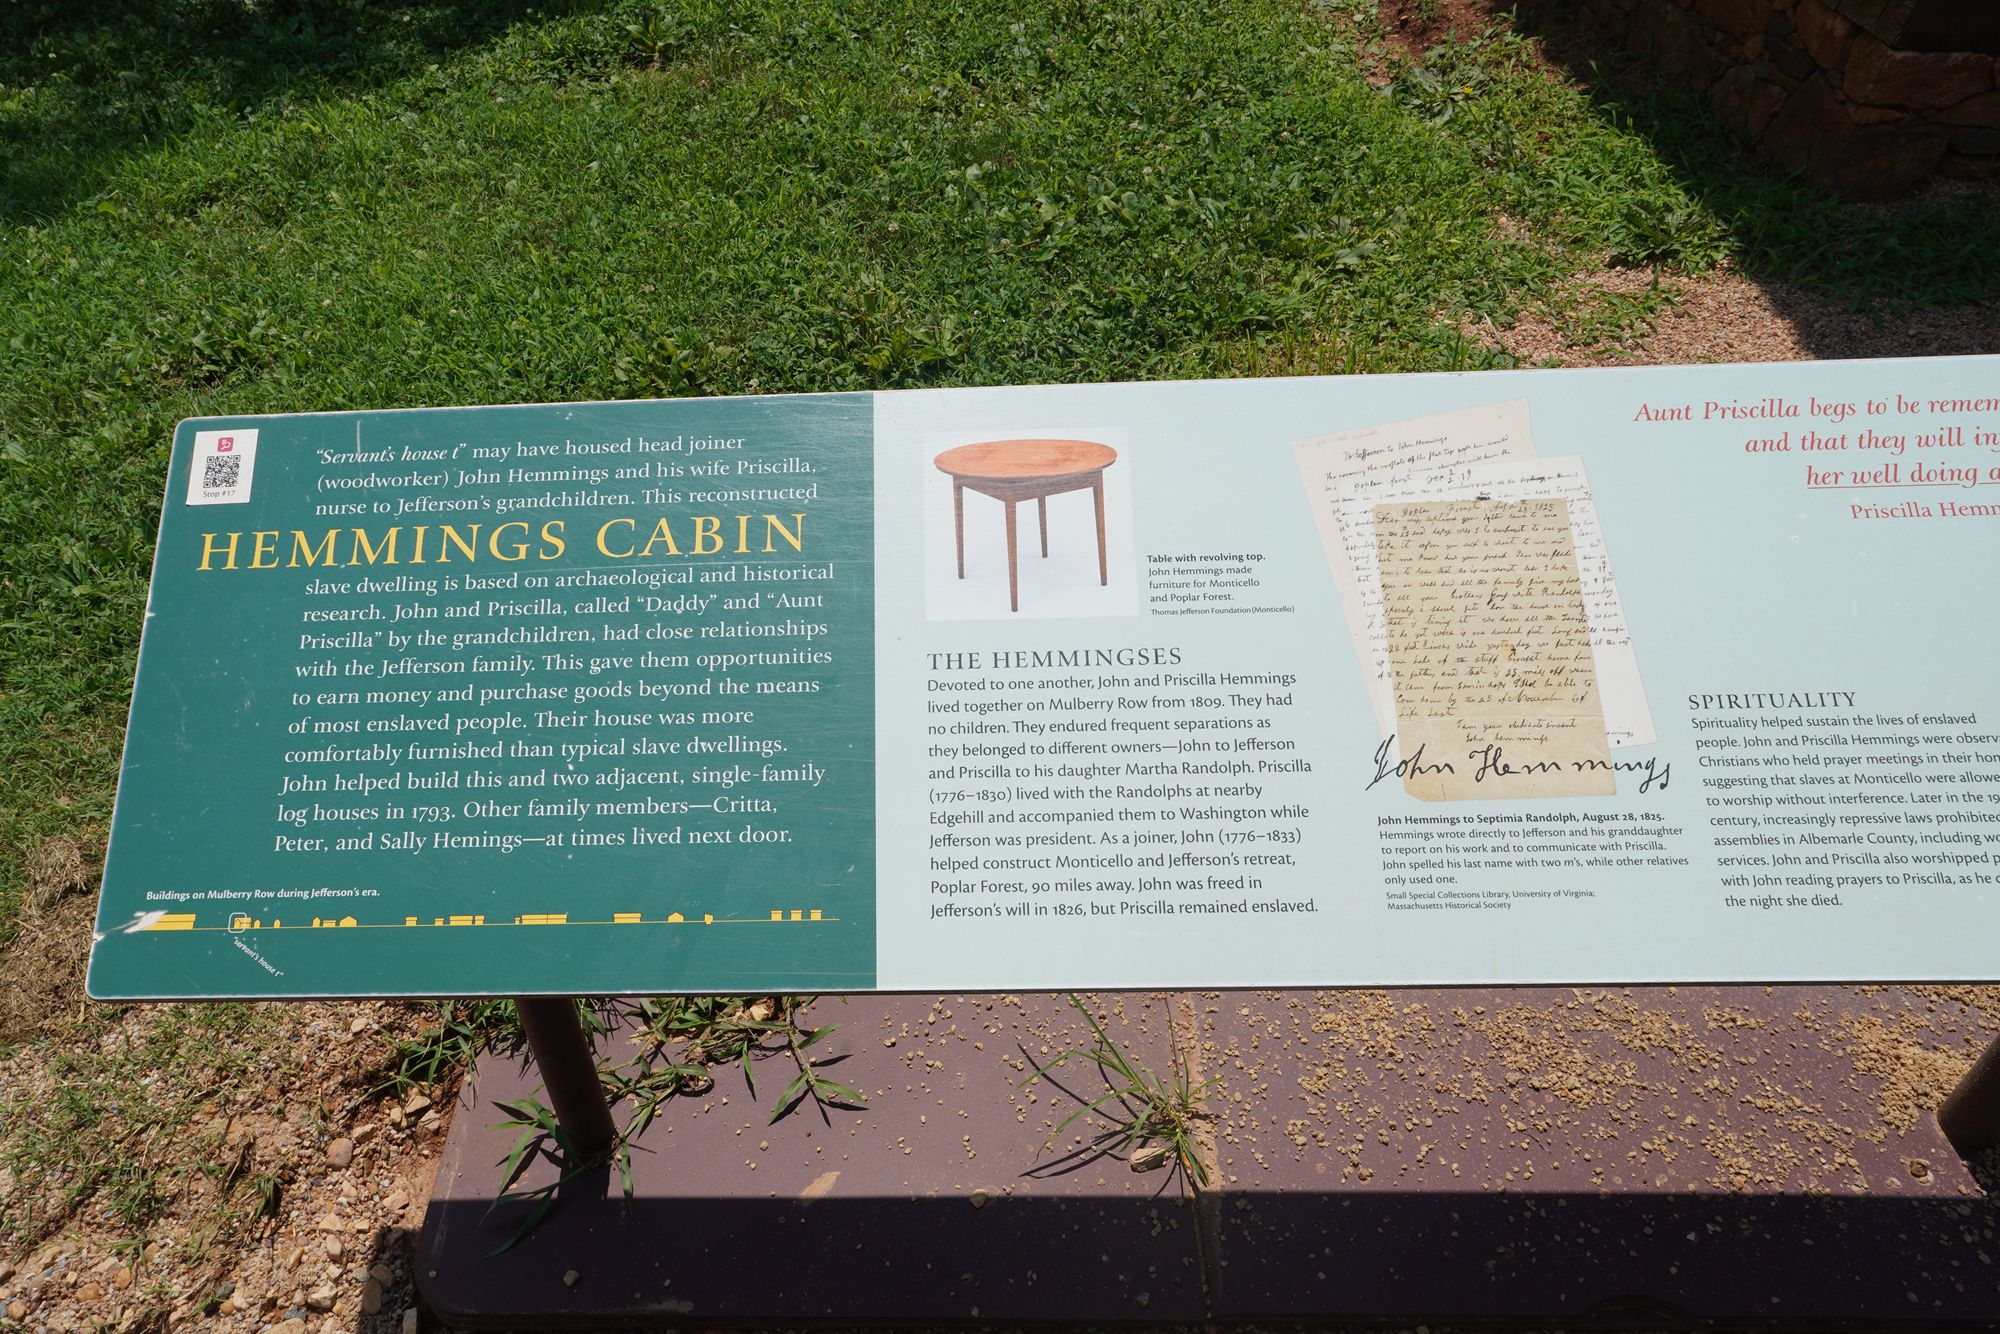 Stop #17
"Servant's house t" may have housed head joiner
(woodworker) John Hemmings and his wife Priscilla,
nurse to Jefferson's grandchildren. This reconstructed
HEMMINGS CABIN
slave dwelling is based on archaeological and historical
research. John and Priscilla, called "Daddy" and "Aunt
Priscilla" by the grandchildren, had close relationships
with the Jefferson family. This gave them opportunities
to earn money and purchase goods beyond the means
of most enslaved people. Their house was more
comfortably furnished than typical slave dwellings.
John helped build this and two adjacent, single-family
log houses in 1793. Other family members—Critta,
Peter, and Sally Hemings—at times lived next door.
Buildings on Mulberry Row during Jefferson's era.
"servant's house t"
Table with revolving top.
John Hemmings made
furniture for Monticello
and Poplar Forest.
Thomas Jefferson Foundation (Monticello)
THE HEMMINGSES
Devoted to one another, John and Priscilla Hemmings
lived together on Mulberry Row from 1809. They had
no children. They endured frequent separations as
they belonged to different owners—John to Jefferson
and Priscilla to his daughter Martha Randolph. Priscilla
(1776–1830) lived with the Randolphs at nearby
Edgehill and accompanied them to Washington while
Jefferson was president. As a joiner, John (1776–1833)
helped construct Monticello and Jefferson's retreat,
Poplar Forest, 90 miles away. John was freed in
Jefferson's will in 1826, but Priscilla remained enslaved.
John Hemmings
John Hemmings to Septimia Randolph, August 28, 1825.
Hemmings wrote directly to Jefferson and his granddaughter
to report on his work and to communicate with Priscilla.
John spelled his last name with two m's, while other relatives
only used one.
Small Special Collections Library, University of Virginia;
Massachusetts Historical Society
Aunt Priscilla begs to be remem
and that they will in
her well doing a
Priscilla Hemm
SPIRITUALITY
Spirituality helped sustain the lives of enslaved
people. John and Priscilla Hemmings were observ
Christians who held prayer meetings in their hom
suggesting that slaves at Monticello were allowe
to worship without interference. Later in the 19
century, increasingly repressive laws prohibited
assemblies in Albemarle County, including wo
services. John and Priscilla also worshipped p
with John reading prayers to Priscilla, as he d
the night she died.